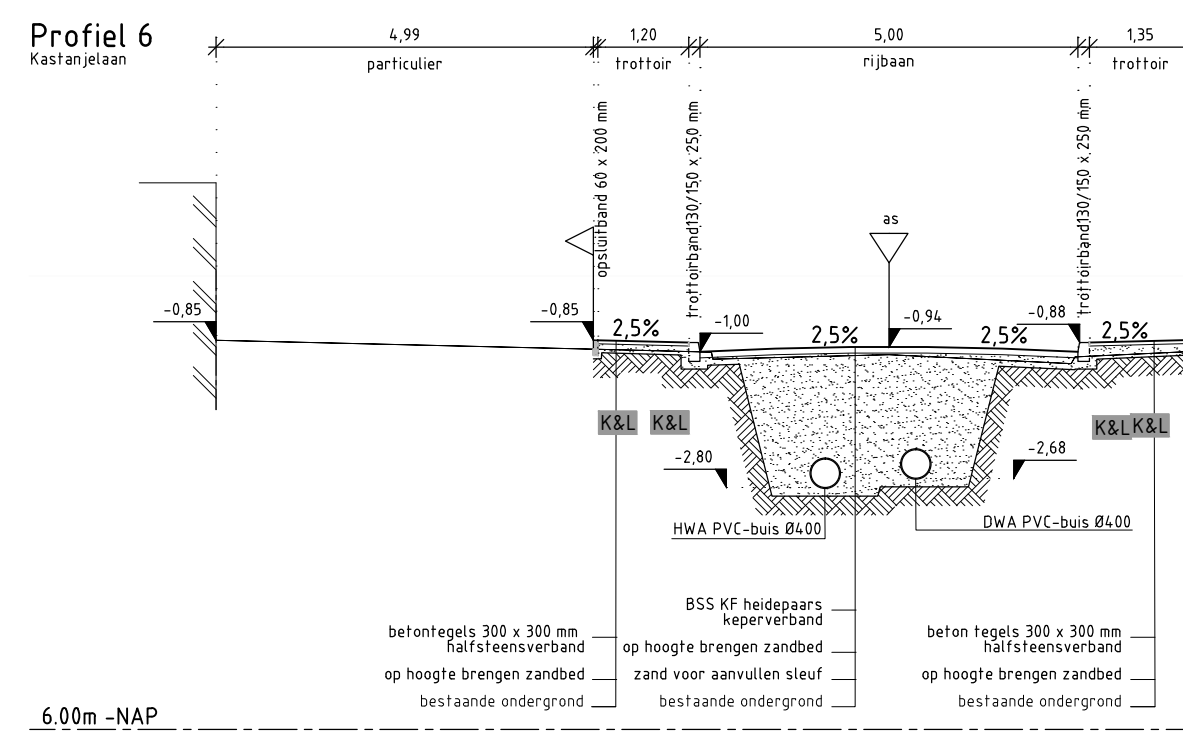 Profiel 6
Kastanjelaan
4,99
1,20
5,00
1,35
particulier
trottoir
rijbaan
trottoir
opsluitband 60 x 200 mm
trottoirband130/150 x 250 mm
trottoirband130/150 x 250 mm
as
-0,85
-0,85
-1,00
-0,94
-0,88
2,5%
2,5%
2,5%
2,5%
K&L
K&L
K&L
K&L
-2,80
-2,68
HWA PVC-buis Ø400
DWA PVC-buis Ø400
BSS KF heidepaars
keperverband
op hoogte brengen zandbed
zand voor aanvullen sleuf
bestaande ondergrond
betontegels 300 x 300 mm
halfsteensverband
op hoogte brengen zandbed
bestaande ondergrond
beton tegels 300 x 300 mm
halfsteensverband
op hoogte brengen zandbed
bestaande ondergrond
6.00m -NAP